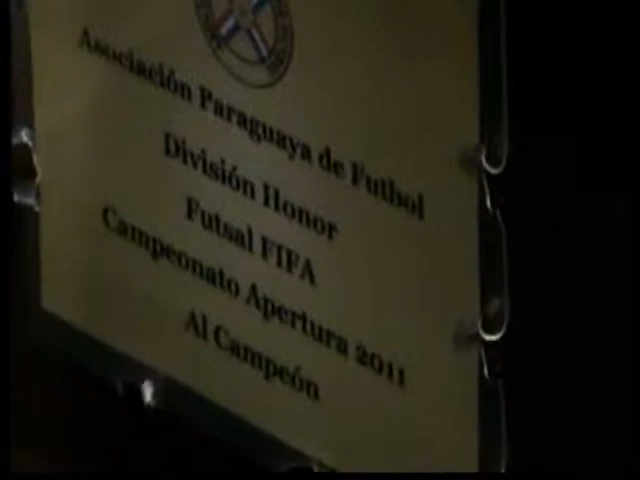 Asociación Paraguaya de Futbol
División Honor
Futsal FIFA
Campeonato Apertura 2011
Al Campeón